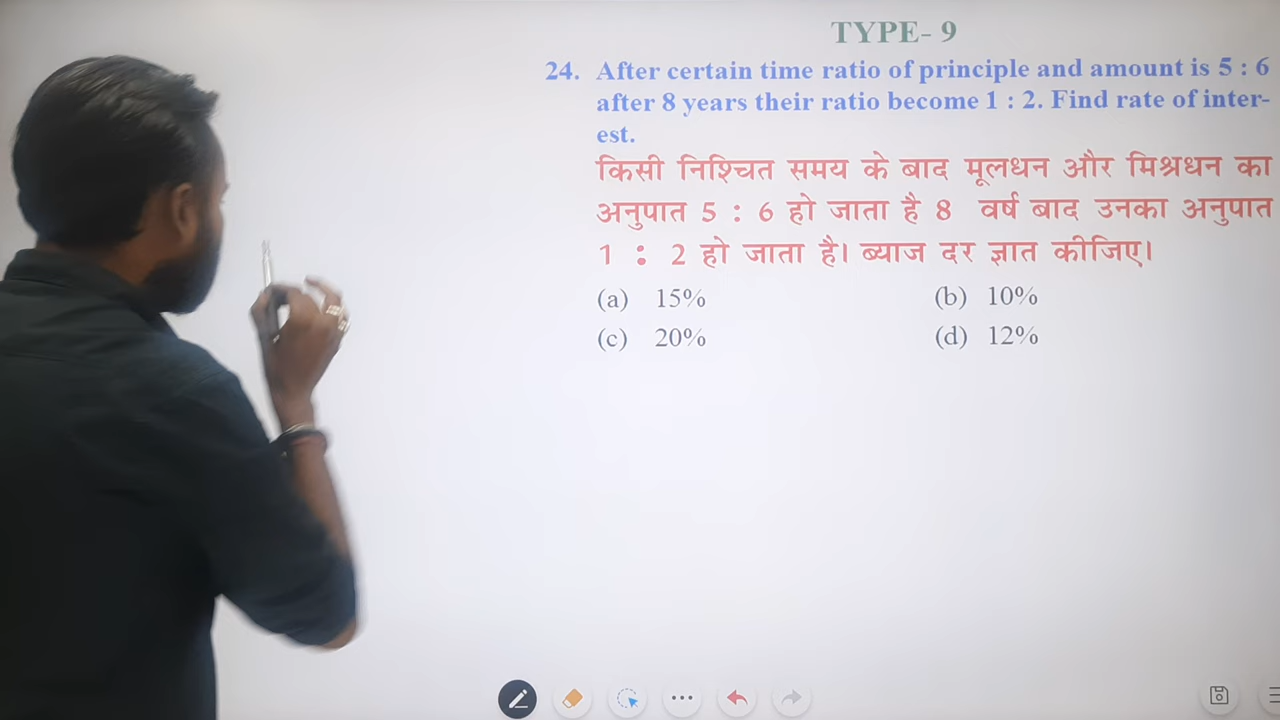 TYPE- 9
24. After certain time ratio of principle and amount is 5 : 6
after 8 years their ratio become 1 : 2. Find rate of inter-
est.
किसी निश्चित समय के बाद मूलधन और मिश्रधन का
अनुपात 5 : 6 हो जाता है 8 वर्ष बाद उनका अनुपात
1 : 2 हो जाता है। ब्याज दर ज्ञात कीजिए।
(a) 15% (b) 10%
(c) 20% (d) 12%